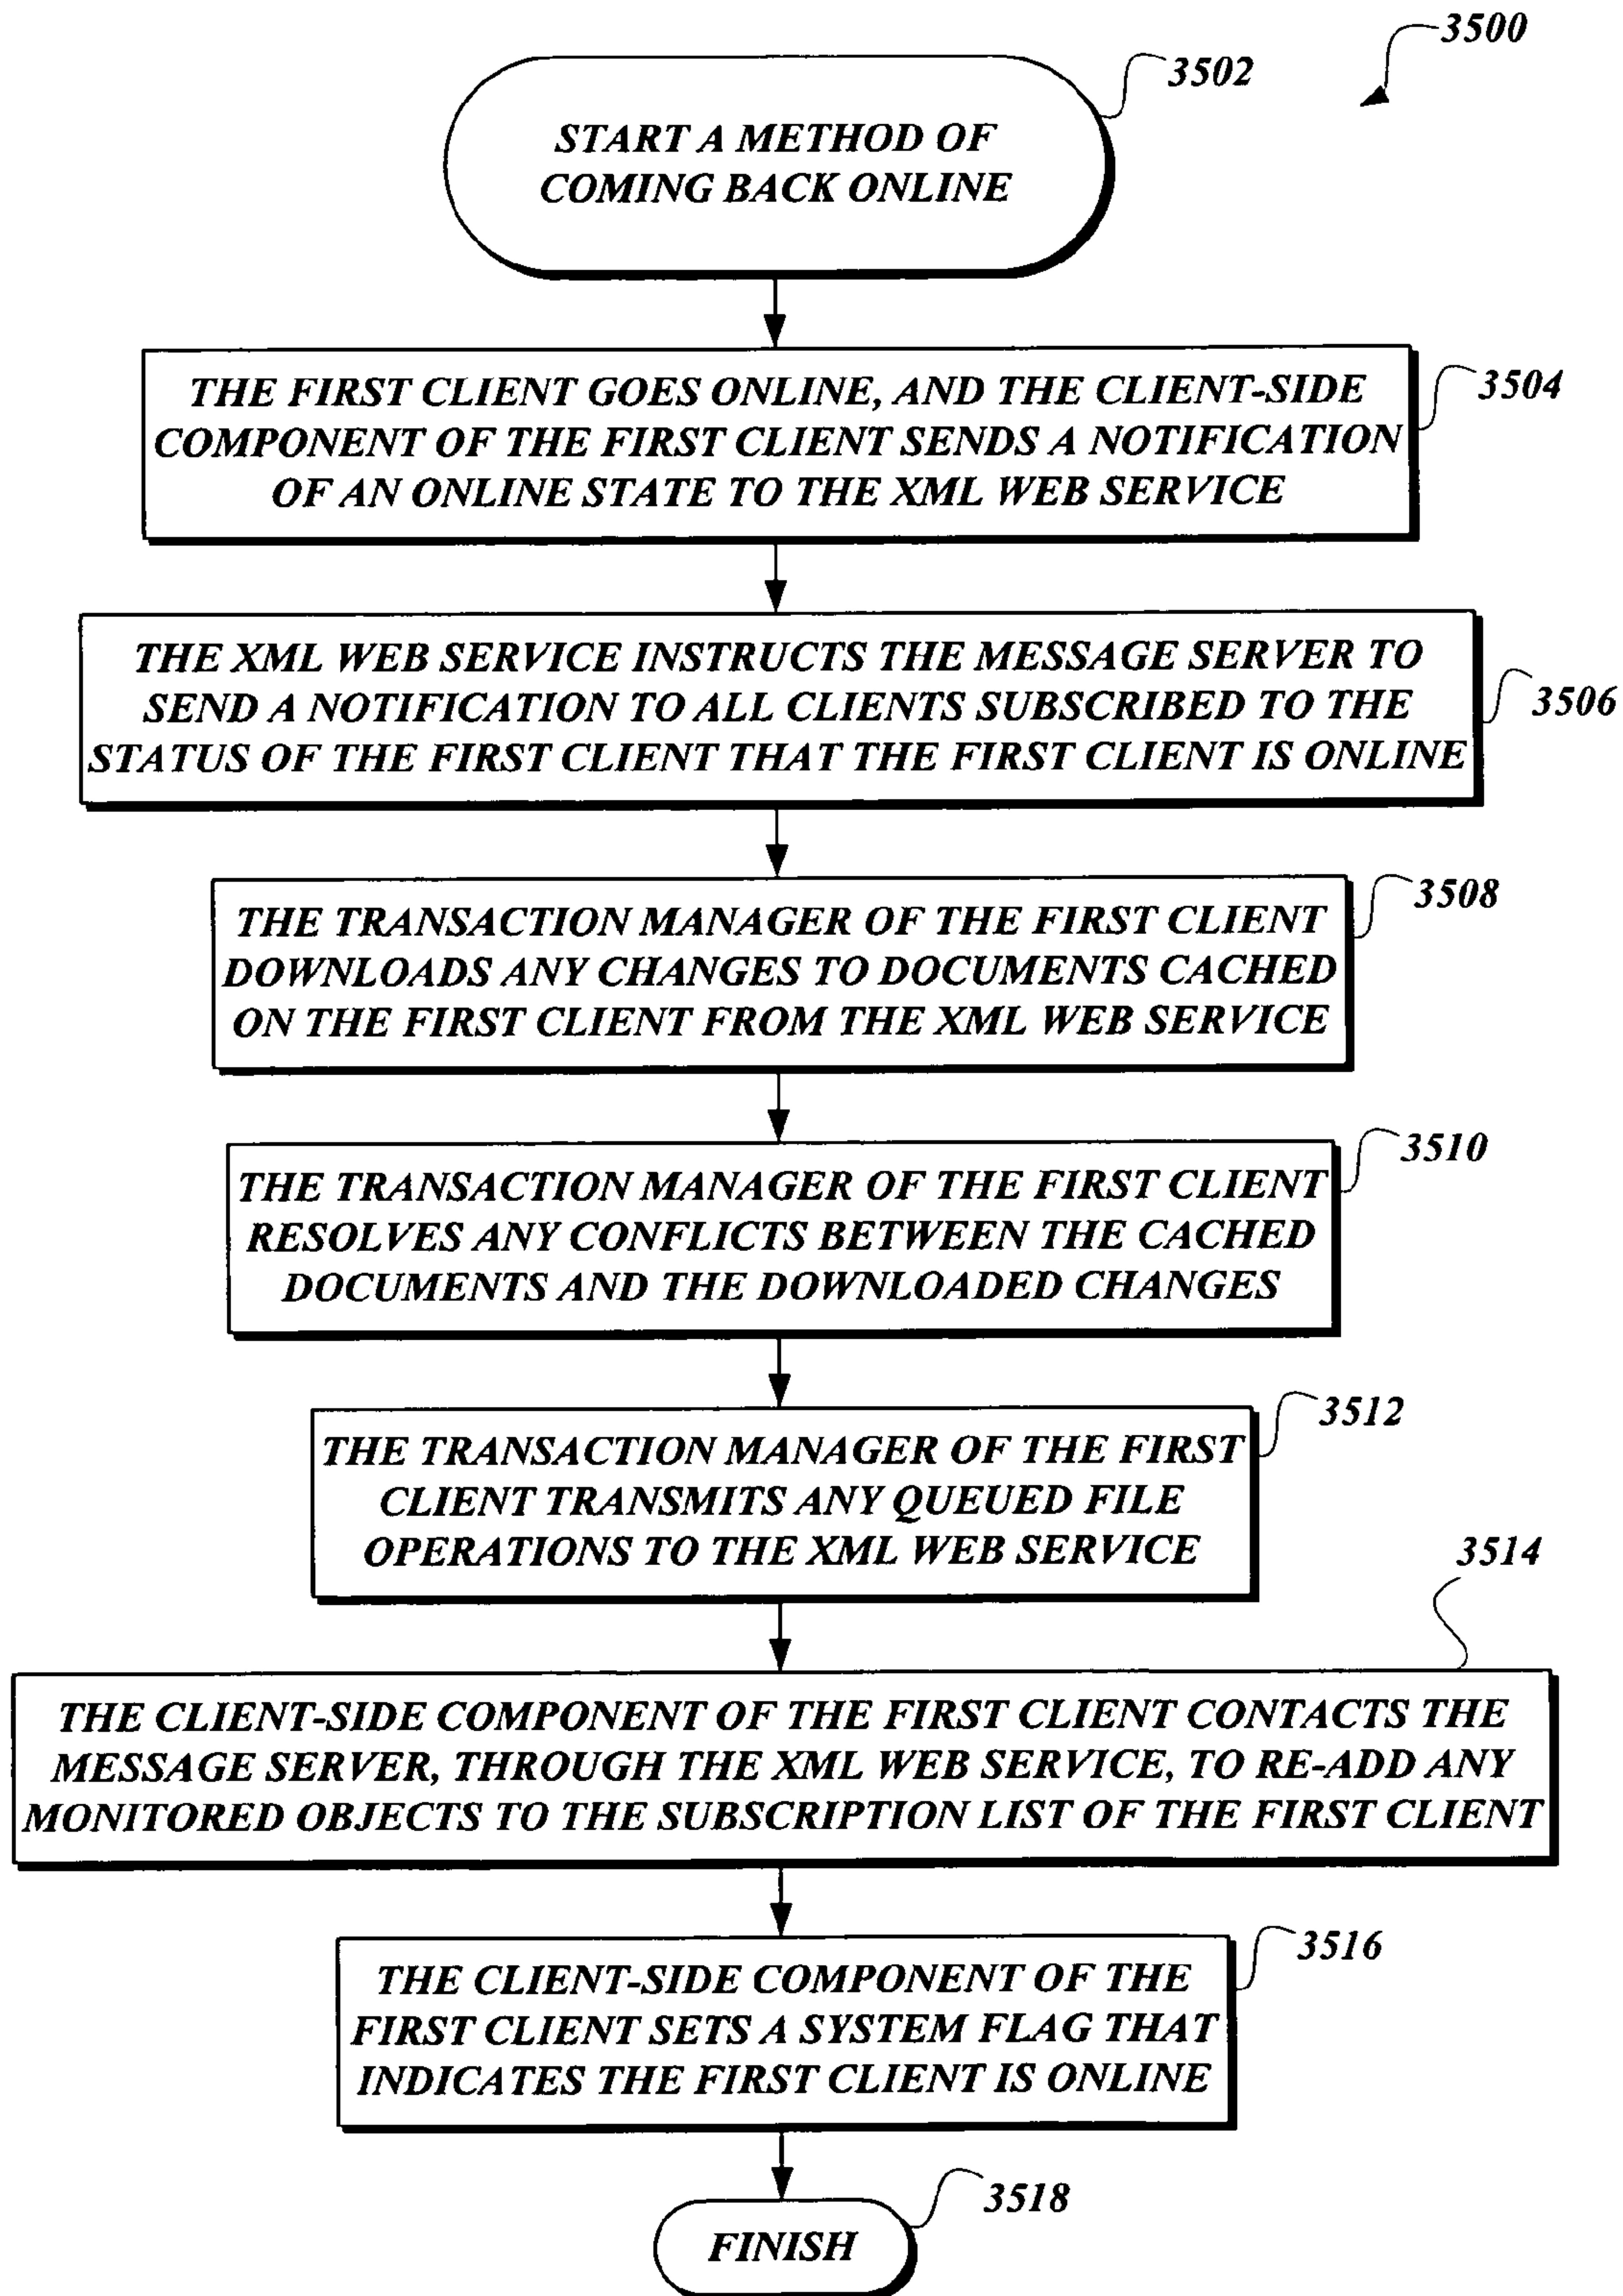 3500
3502
START A METHOD OF
COMING BACK ONLINE
3504
THE FIRST CLIENT GOES ONLINE, AND THE CLIENT-SIDE
COMPONENT OF THE FIRST CLIENT SENDS A NOTIFICATION
OF AN ONLINE STATE TO THE XML WEB SERVICE
3506
THE XML WEB SERVICE INSTRUCTS THE MESSAGE SERVER TO
SEND A NOTIFICATION TO ALL CLIENTS SUBSCRIBED TO THE
STATUS OF THE FIRST CLIENT THAT THE FIRST CLIENT IS ONLINE
3508
THE TRANSACTION MANAGER OF THE FIRST CLIENT
DOWNLOADS ANY CHANGES TO DOCUMENTS CACHED
ON THE FIRST CLIENT FROM THE XML WEB SERVICE
3510
THE TRANSACTION MANAGER OF THE FIRST CLIENT
RESOLVES ANY CONFLICTS BETWEEN THE CACHED
DOCUMENTS AND THE DOWNLOADED CHANGES
3512
THE TRANSACTION MANAGER OF THE FIRST
CLIENT TRANSMITS ANY QUEUED FILE
OPERATIONS TO THE XML WEB SERVICE
3514
THE CLIENT-SIDE COMPONENT OF THE FIRST CLIENT CONTACTS THE
MESSAGE SERVER, THROUGH THE XML WEB SERVICE, TO RE-ADD ANY
MONITORED OBJECTS TO THE SUBSCRIPTION LIST OF THE FIRST CLIENT
3516
THE CLIENT-SIDE COMPONENT OF THE
FIRST CLIENT SETS A SYSTEM FLAG THAT
INDICATES THE FIRST CLIENT IS ONLINE
3518
FINISH